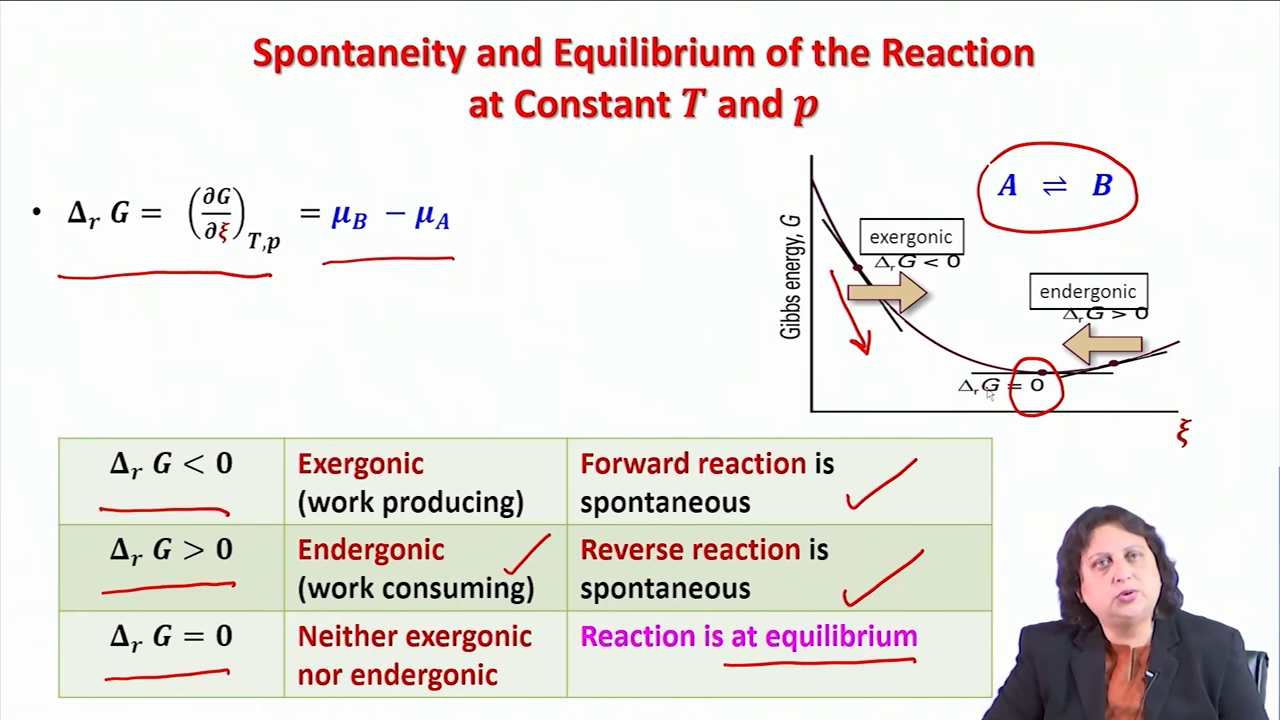 Spontaneity and Equilibrium of the Reaction
at Constant T and p
• Δr G = (∂G/∂ξ)T,p = μB − μA
A ⇌ B
Gibbs energy, G
exergonic
ΔrG < 0
endergonic
ΔrG > 0
ΔrG = 0
ξ
Δr G < 0
Exergonic
(work producing)
Forward reaction is
spontaneous
Δr G > 0
Endergonic
(work consuming)
Reverse reaction is
spontaneous
Δr G = 0
Neither exergonic
nor endergonic
Reaction is at equilibrium